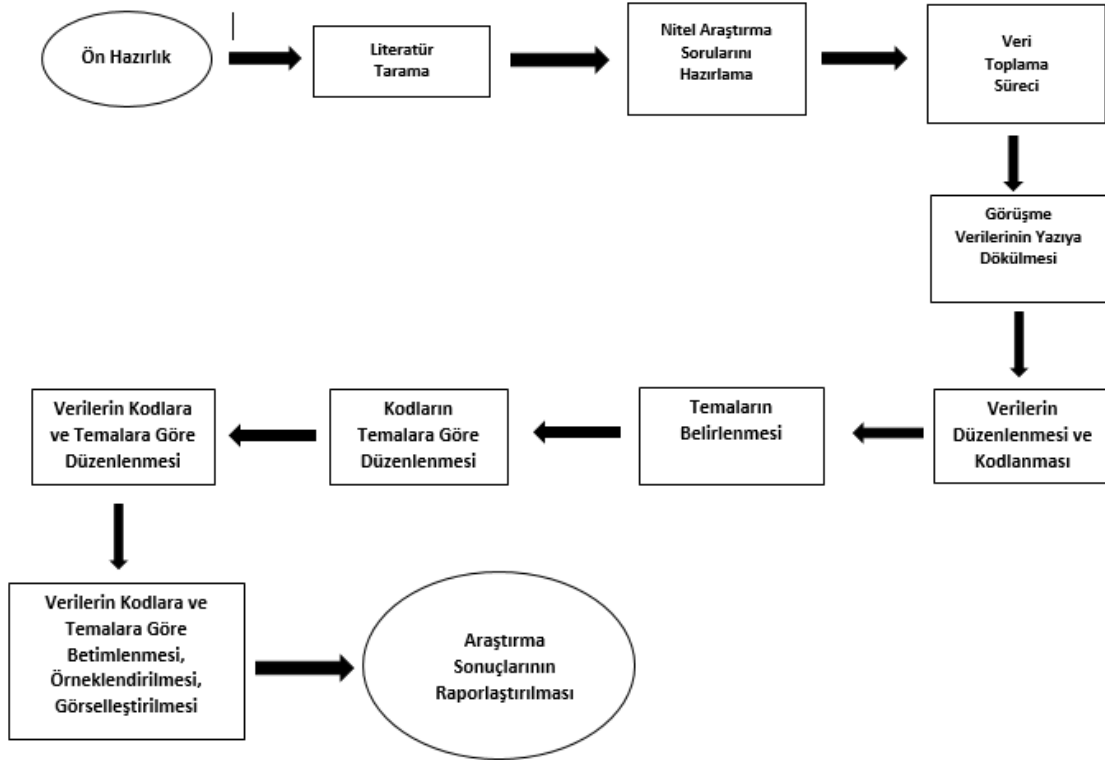 Ön Hazırlık
Literatür
Tarama
Nitel Araştırma
Sorularını
Hazırlama
Veri
Toplama
Süreci
Görüşme
Verilerinin Yazıya
Dökülmesi
Verilerin
Düzenlenmesi ve
Kodlanması
Temaların
Belirlenmesi
Kodların
Temalara Göre
Düzenlenmesi
Verilerin Kodlara
ve Temalara Göre
Düzenlenmesi
Verilerin Kodlara ve
Temalara Göre
Betimlenmesi,
Örneklendirilmesi,
Görselleştirilmesi
Araştırma
Sonuçlarının
Raporlaştırılması